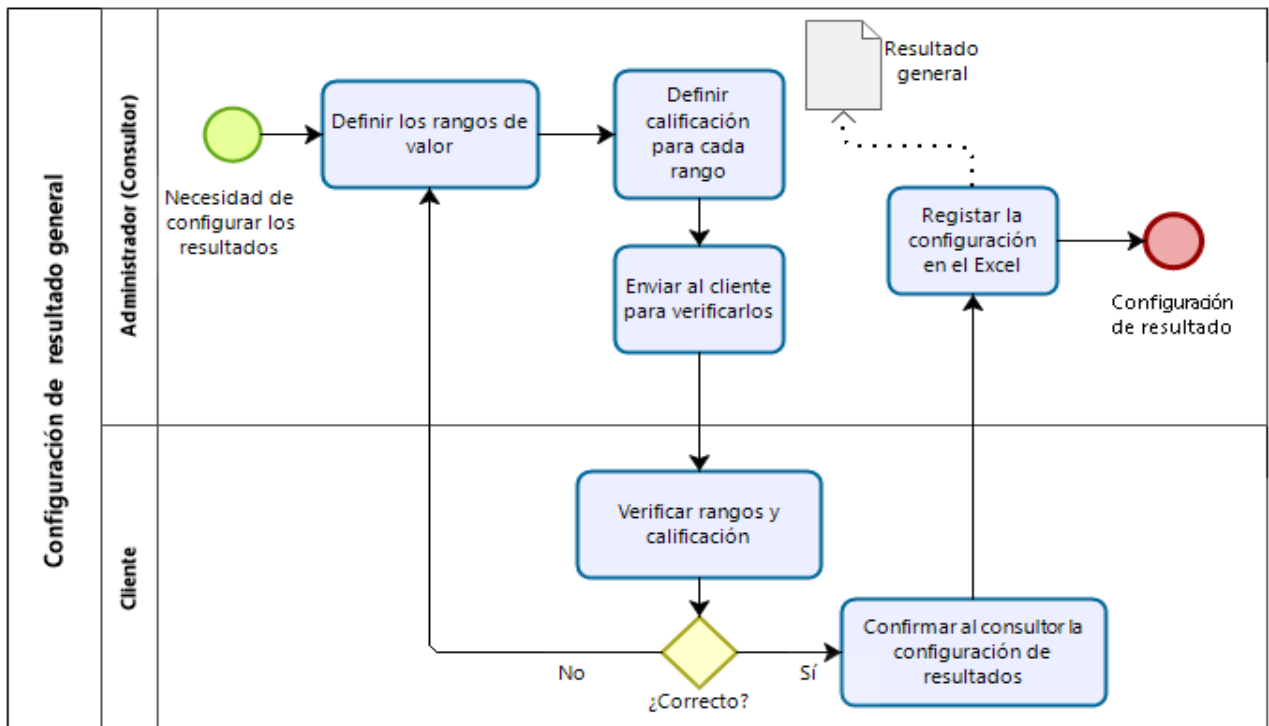 Configuración de resultado general
Administrador (Consultor)
Necesidad de
configurar los
resultados
Definir los rangos de
valor
Definir
calificación
para cada
rango
Enviar al cliente
para verificarlos
Resultado
general
Registar la
configuración
en el Excel
Configuración
de resultado
Cliente
Verificar rangos y
calificación
¿Correcto?
No
Sí
Confirmar al consultor la
configuración de
resultados